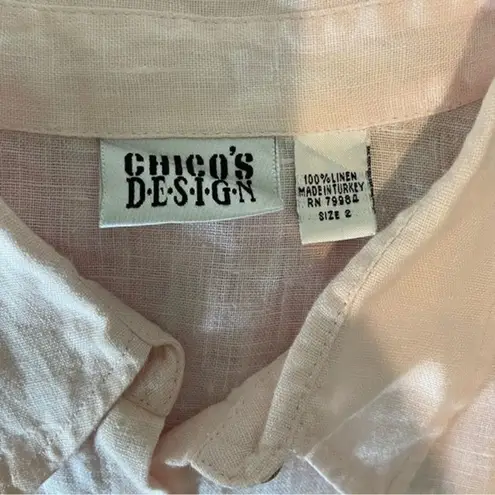 CHICO'S
D·E·S·I·G·N
100% LINEN
MADE IN TURKEY
RN 79984
SIZE 2